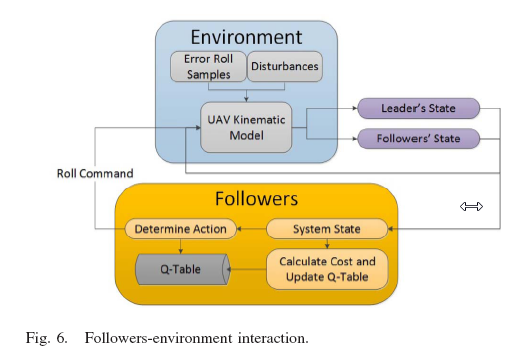 Environment
Error Roll
Samples
Disturbances
UAV Kinematic
Model
Leader's State
Followers' State
Roll Command
Followers
Determine Action
System State
Q-Table
Calculate Cost and
Update Q-Table
Fig. 6. Followers-environment interaction.